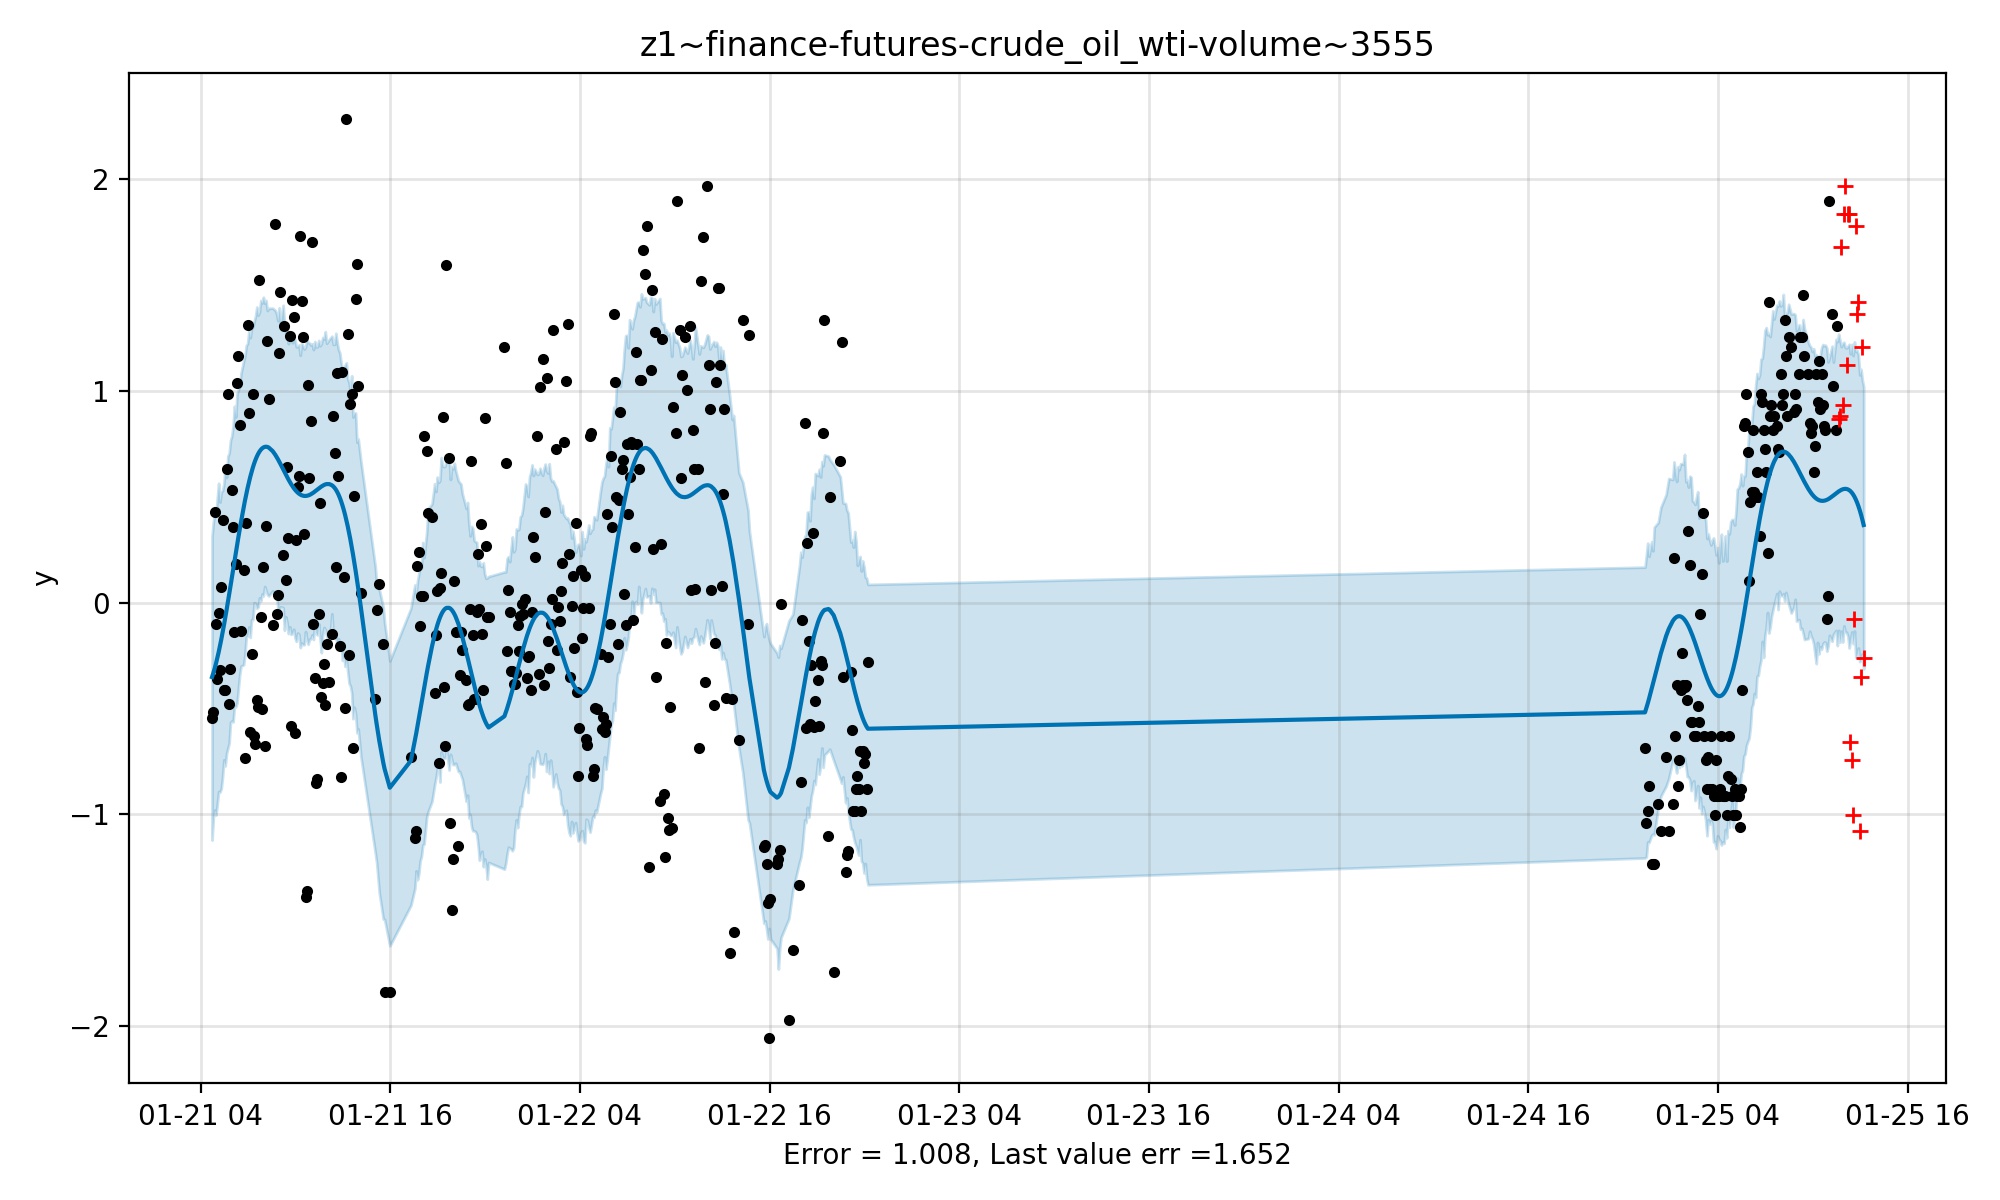 z1~finance-futures-crude_oil_wti-volume~3555
y
2
1
0
−1
−2
01-21 04 01-21 16 01-22 04 01-22 16 01-23 04 01-23 16 01-24 04 01-24 16 01-25 04 01-25 16
Error = 1.008, Last value err =1.652